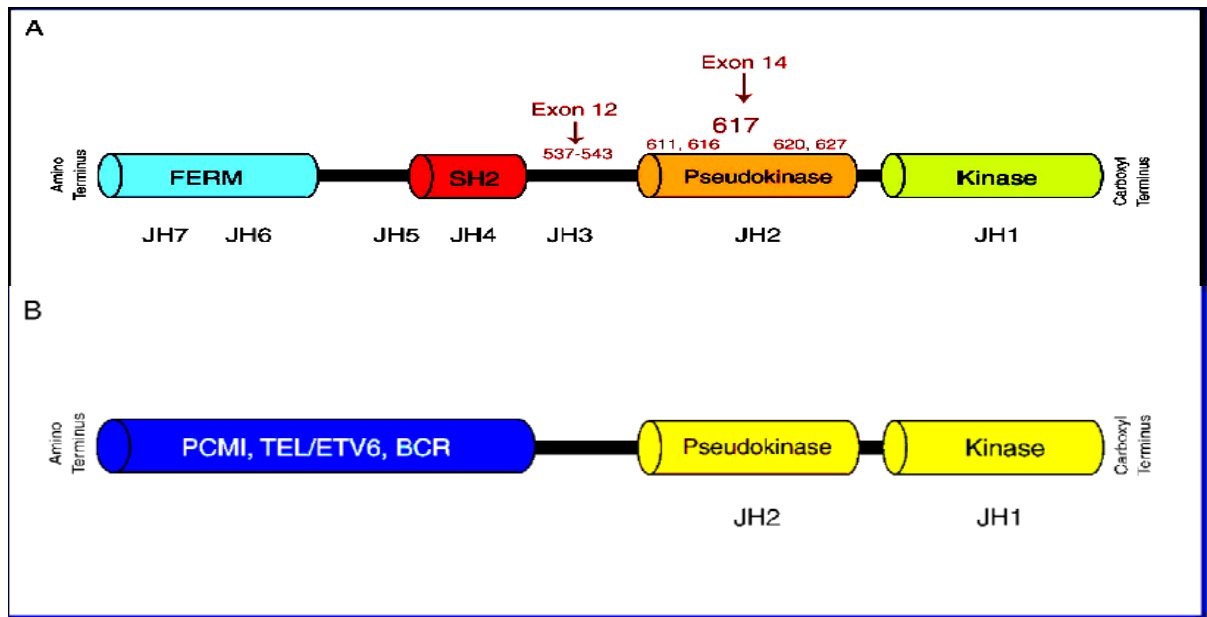 A
Exon 14
Exon 12
617
537-543
611, 616
620, 627
Amino
Terminus
FERM
SH2
Pseudokinase
Kinase
Carboxyl
Terminus
JH7
JH6
JH5
JH4
JH3
JH2
JH1
B
Amino
Terminus
PCMI, TEL/ETV6, BCR
Pseudokinase
Kinase
Carboxyl
Terminus
JH2
JH1